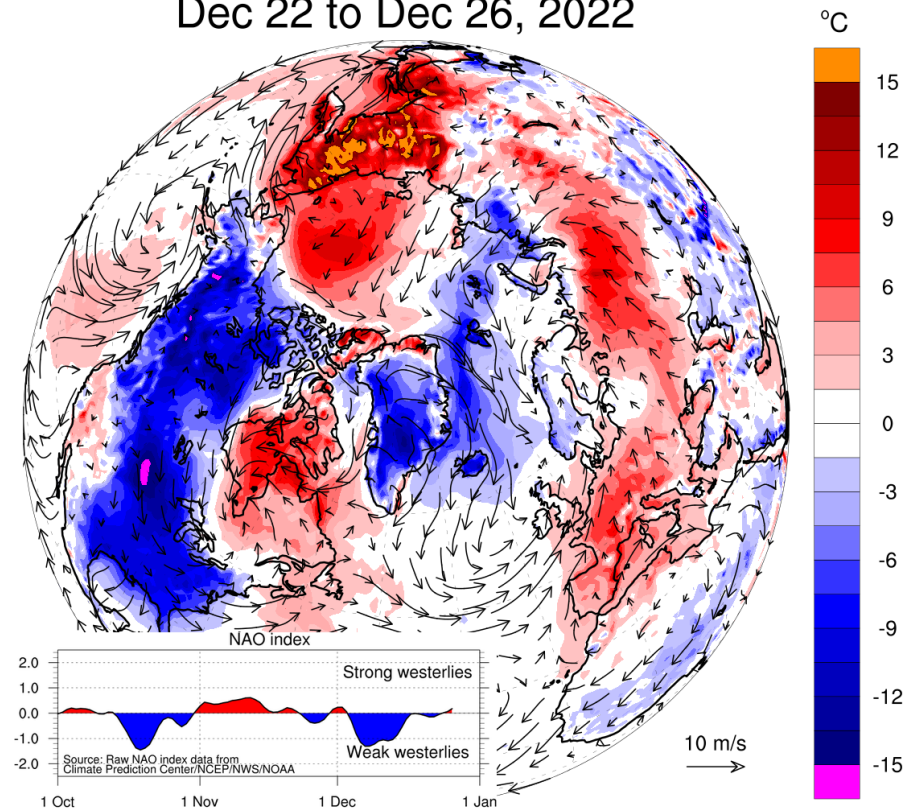 Dec 22 to Dec 26, 2022
°C
15
12
9
6
3
0
-3
-6
-9
-12
-15
10 m/s
NAO index
2.0
1.0
0.0
-1.0
-2.0
Strong westerlies
Weak westerlies
Source: Raw NAO index data from
Climate Prediction Center/NCEP/NWS/NOAA
1 Oct
1 Nov
1 Dec
1 Jan